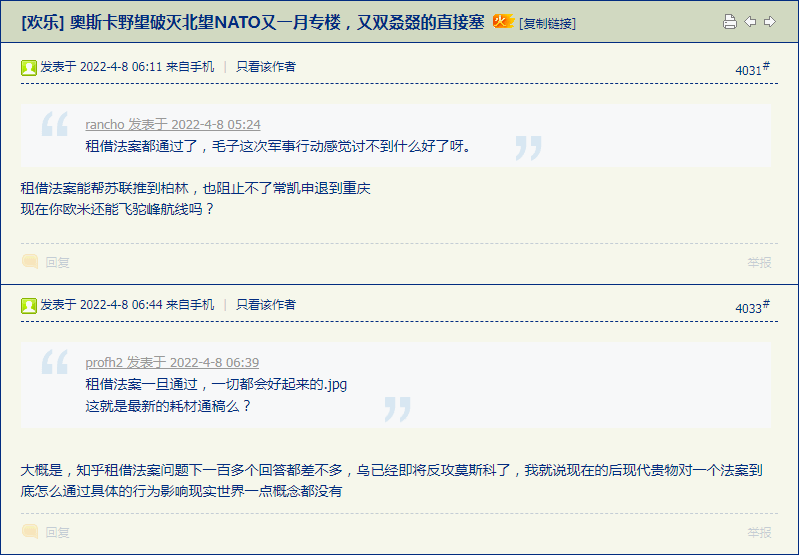 [欢乐] 奥斯卡野望破灭北望NATO又一月专楼，又双叒叕的直接塞 火 [复制链接]
发表于 2022-4-8 06:11 来自手机 | 只看该作者
4031#
rancho 发表于 2022-4-8 05:24
租借法案都通过了，毛子这次军事行动感觉讨不到什么好了呀。
租借法案能帮苏联推到柏林，也阻止不了常凯申退到重庆
现在你欧米还能飞驼峰航线吗？
回复
举报
发表于 2022-4-8 06:44 来自手机 | 只看该作者
4033#
profh2 发表于 2022-4-8 06:39
租借法案一旦通过，一切都会好起来的.jpg
这就是最新的耗材通稿么？
大概是，知乎租借法案问题下一百多个回答都差不多，乌已经即将反攻莫斯科了，我就说现在的后现代贵物对一个法案到
底怎么通过具体的行为影响现实世界一点概念都没有
回复
举报